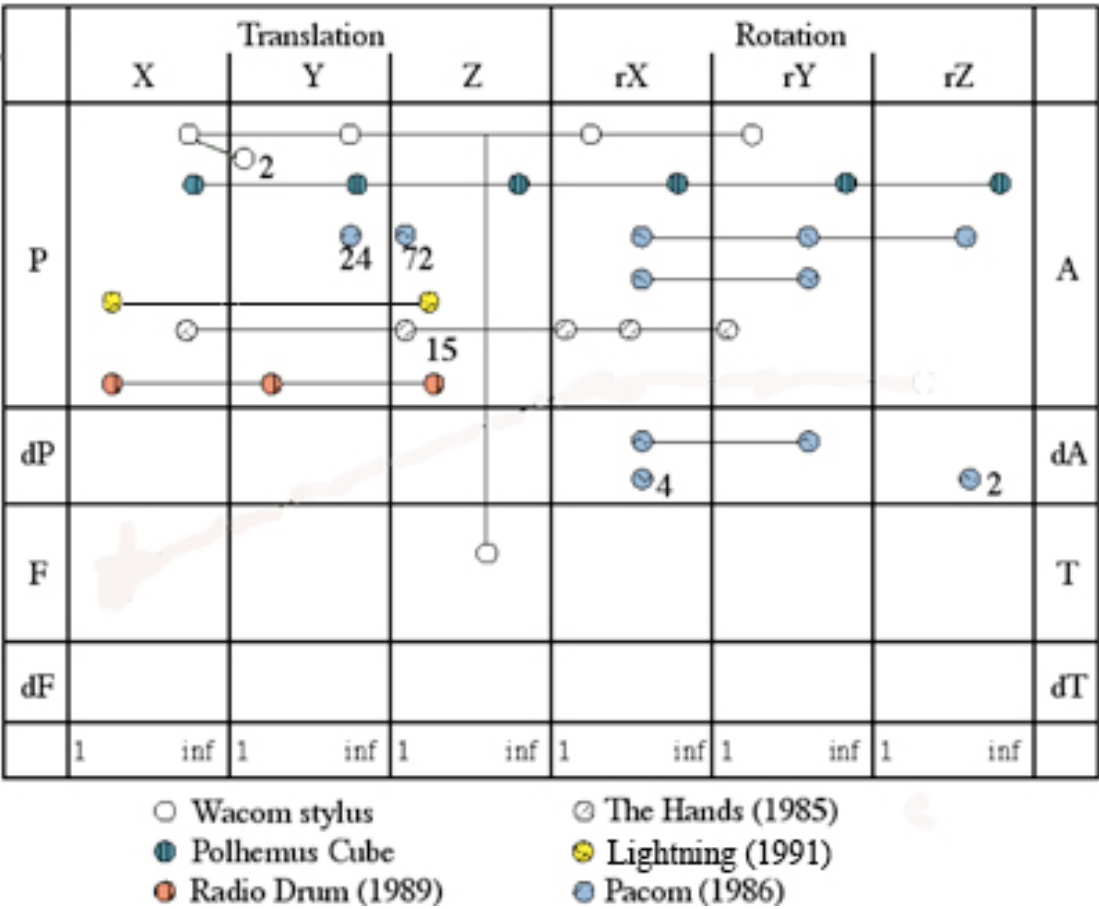 Translation Rotation
X Y Z rX rY rZ
2
24 72
P A
15
dP dA
4 2
F T
dF dT
1 inf 1 inf 1 inf 1 inf 1 inf 1 inf
Wacom stylus The Hands (1985)
Polhemus Cube Lightning (1991)
Radio Drum (1989) Pacom (1986)